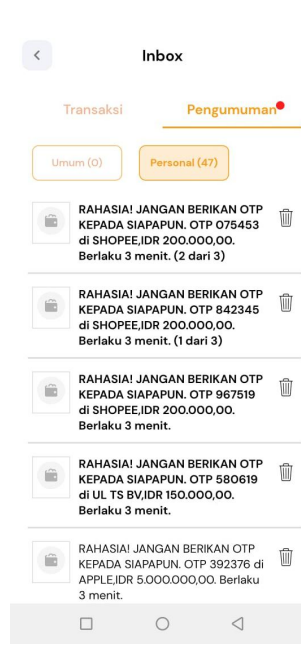 Inbox
Transaksi
Pengumuman
Umum (0)
Personal (47)
RAHASIA! JANGAN BERIKAN OTP
KEPADA SIAPAPUN. OTP 075453
di SHOPEE,IDR 200.000,00.
Berlaku 3 menit. (2 dari 3)
RAHASIA! JANGAN BERIKAN OTP
KEPADA SIAPAPUN. OTP 842345
di SHOPEE,IDR 200.000,00.
Berlaku 3 menit. (1 dari 3)
RAHASIA! JANGAN BERIKAN OTP
KEPADA SIAPAPUN. OTP 967519
di SHOPEE,IDR 200.000,00.
Berlaku 3 menit.
RAHASIA! JANGAN BERIKAN OTP
KEPADA SIAPAPUN. OTP 580619
di UL TS BV,IDR 150.000,00.
Berlaku 3 menit.
RAHASIA! JANGAN BERIKAN OTP
KEPADA SIAPAPUN. OTP 392376 di
APPLE,IDR 5.000.000,00. Berlaku
3 menit.